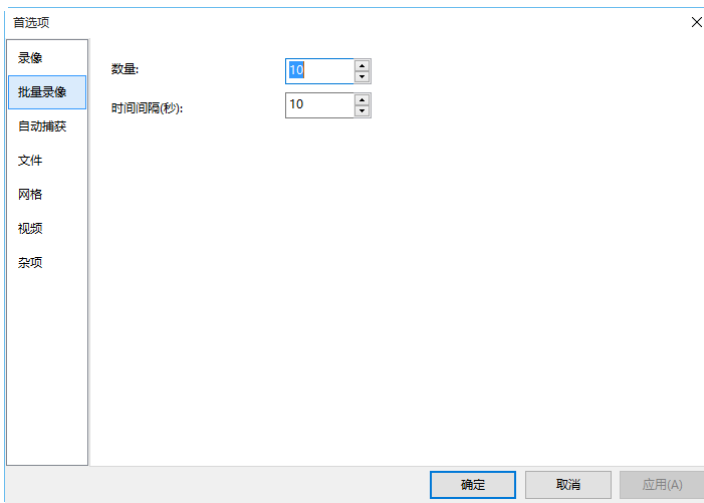 首选项
录像
批量录像
自动捕获
文件
网格
视频
杂项
数量: 10
时间间隔(秒): 10
确定 取消 应用(A)